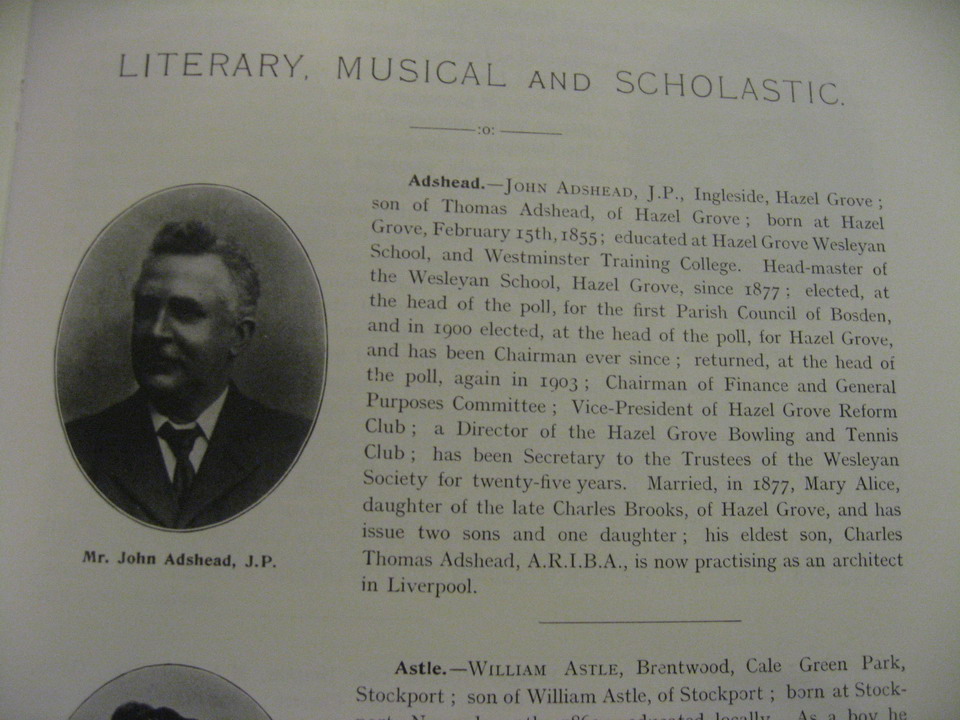 LITERARY, MUSICAL AND SCHOLASTIC.
:o:
Adshead.—JOHN ADSHEAD, J.P., Ingleside, Hazel Grove ;
son of Thomas Adshead, of Hazel Grove ; born at Hazel
Grove, February 15th, 1855 ; educated at Hazel Grove Wesleyan
School, and Westminster Training College. Head-master of
the Wesleyan School, Hazel Grove, since 1877 ; elected, at
the head of the poll, for the first Parish Council of Bosden,
and in 1900 elected, at the head of the poll, for Hazel Grove,
and has been Chairman ever since ; returned, at the head of
the poll, again in 1903 ; Chairman of Finance and General
Purposes Committee ; Vice-President of Hazel Grove Reform
Club ; a Director of the Hazel Grove Bowling and Tennis
Club ; has been Secretary to the Trustees of the Wesleyan
Society for twenty-five years. Married, in 1877, Mary Alice,
daughter of the late Charles Brooks, of Hazel Grove, and has
issue two sons and one daughter ; his eldest son, Charles
Thomas Adshead, A.R.I.B.A., is now practising as an architect
in Liverpool.
Mr. John Adshead, J.P.
Astle.—WILLIAM ASTLE, Brentwood, Cale Green Park,
Stockport ; son of William Astle, of Stockport ; born at Stock-
educated locally. As a boy he